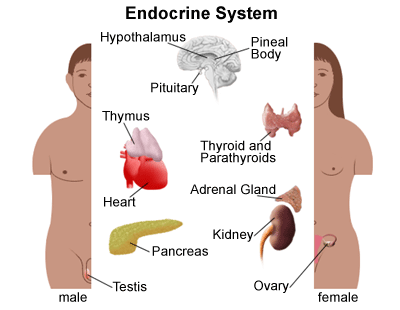 Endocrine System
Hypothalamus
Pineal
Body
Pituitary
Thymus
Thyroid and
Parathyroids
Adrenal Gland
Heart
Kidney
Pancreas
Testis
Ovary
male
female